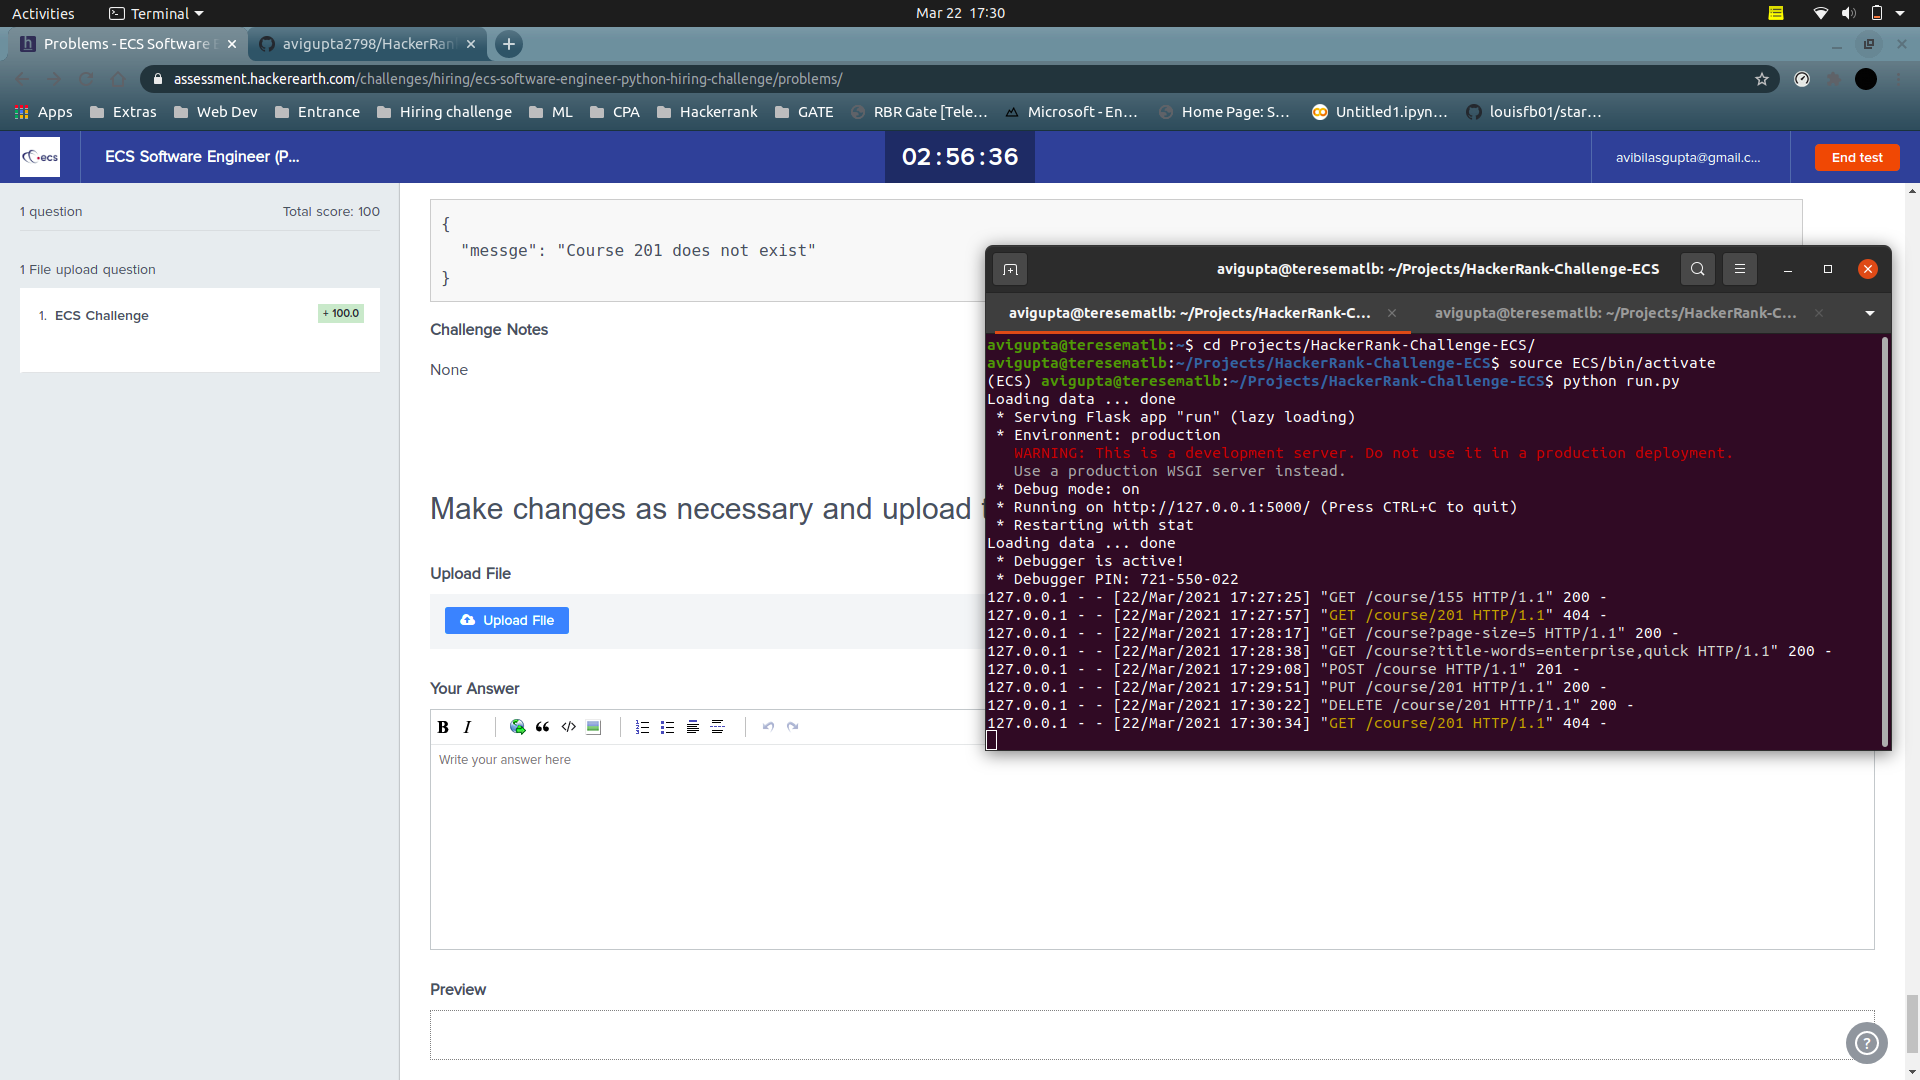 Activities Terminal Mar 22 17:30
Problems - ECS Software E avigupta2798/HackerRan
assessment.hackerearth.com/challenges/hiring/ecs-software-engineer-python-hiring-challenge/problems/
Apps Extras Web Dev Entrance Hiring challenge ML CPA Hackerrank GATE RBR Gate [Tele... Microsoft - En... Home Page: S... Untitled1.ipyn... louisfb01/star...
ecs ECS Software Engineer (P... 02:56:36 avibilasgupta@gmail.c... End test
1 question Total score: 100
1 File upload question
1. ECS Challenge + 100.0
{
"messge": "Course 201 does not exist"
}
Challenge Notes
None
Make changes as necessary and upload
Upload File
Upload File
Your Answer
B I
Write your answer here
Preview
?
avigupta@teresematlb: ~/Projects/HackerRank-Challenge-ECS
avigupta@teresematlb: ~/Projects/HackerRank-C... avigupta@teresematlb: ~/Projects/HackerRank-C...
avigupta@teresematlb:~$ cd Projects/HackerRank-Challenge-ECS/
avigupta@teresematlb:~/Projects/HackerRank-Challenge-ECS$ source ECS/bin/activate
(ECS) avigupta@teresematlb:~/Projects/HackerRank-Challenge-ECS$ python run.py
Loading data ... done
* Serving Flask app "run" (lazy loading)
* Environment: production
WARNING: This is a development server. Do not use it in a production deployment.
Use a production WSGI server instead.
* Debug mode: on
* Running on http://127.0.0.1:5000/ (Press CTRL+C to quit)
* Restarting with stat
Loading data ... done
* Debugger is active!
* Debugger PIN: 721-550-022
127.0.0.1 - - [22/Mar/2021 17:27:25] "GET /course/155 HTTP/1.1" 200 -
127.0.0.1 - - [22/Mar/2021 17:27:57] "GET /course/201 HTTP/1.1" 404 -
127.0.0.1 - - [22/Mar/2021 17:28:17] "GET /course?page-size=5 HTTP/1.1" 200 -
127.0.0.1 - - [22/Mar/2021 17:28:38] "GET /course?title-words=enterprise,quick HTTP/1.1" 200 -
127.0.0.1 - - [22/Mar/2021 17:29:08] "POST /course HTTP/1.1" 201 -
127.0.0.1 - - [22/Mar/2021 17:29:51] "PUT /course/201 HTTP/1.1" 200 -
127.0.0.1 - - [22/Mar/2021 17:30:22] "DELETE /course/201 HTTP/1.1" 200 -
127.0.0.1 - - [22/Mar/2021 17:30:34] "GET /course/201 HTTP/1.1" 404 -